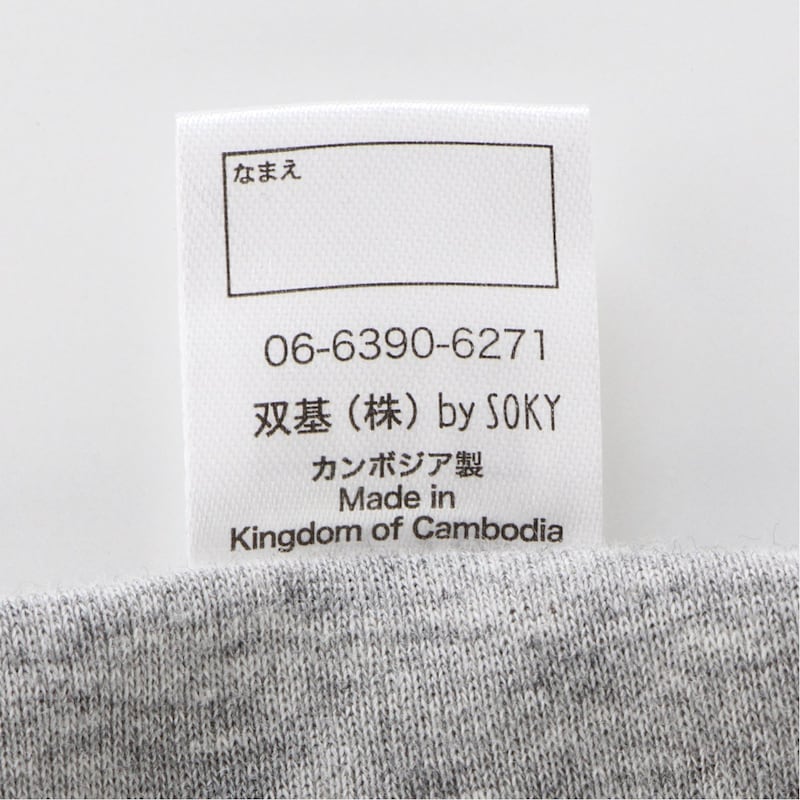 なまえ
06-6390-6271
双基（株）by SOKY
カンボジア製
Made in
Kingdom of Cambodia